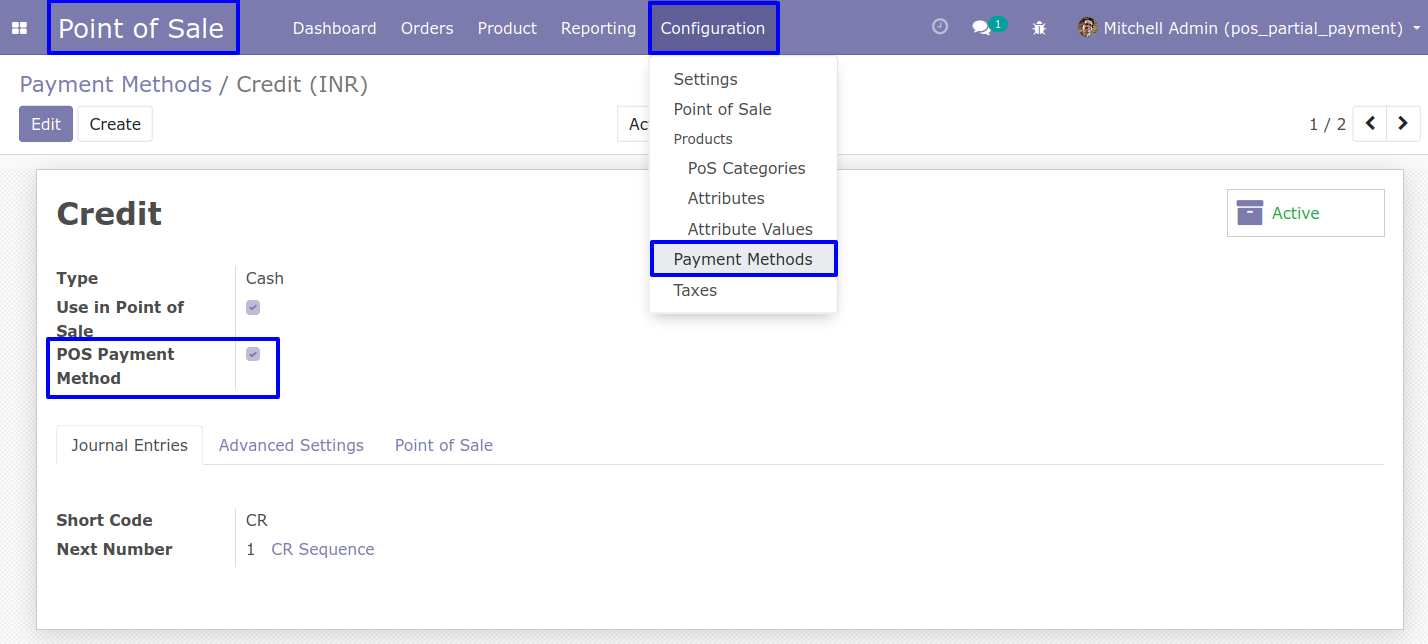 Point of Sale Dashboard Orders Product Reporting Configuration 1 Mitchell Admin (pos_partial_payment)
Payment Methods / Credit (INR)
Edit Create 1 / 2
Settings
Point of Sale
Products
PoS Categories
Attributes
Attribute Values
Payment Methods
Taxes
Credit
Active
Type Cash
Use in Point of
Sale
POS Payment
Method
Journal Entries Advanced Settings Point of Sale
Short Code CR
Next Number 1 CR Sequence